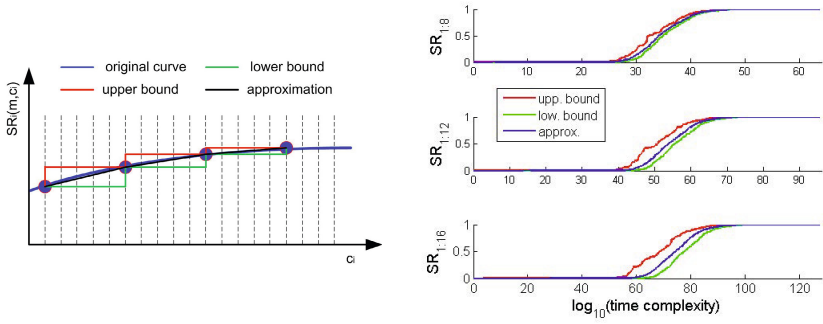 original curve
lower bound
upper bound
approximation
SRi(m,ci)
ci
SR1:8
1
0.5
0
0 10 20 30 40 50 60
upp. bound
low. bound
approx.
SR1:12
1
0.5
0
0 10 20 30 40 50 60 70 80 90
SR1:16
1
0.5
0
0 20 40 60 80 100 120
log10(time complexity)